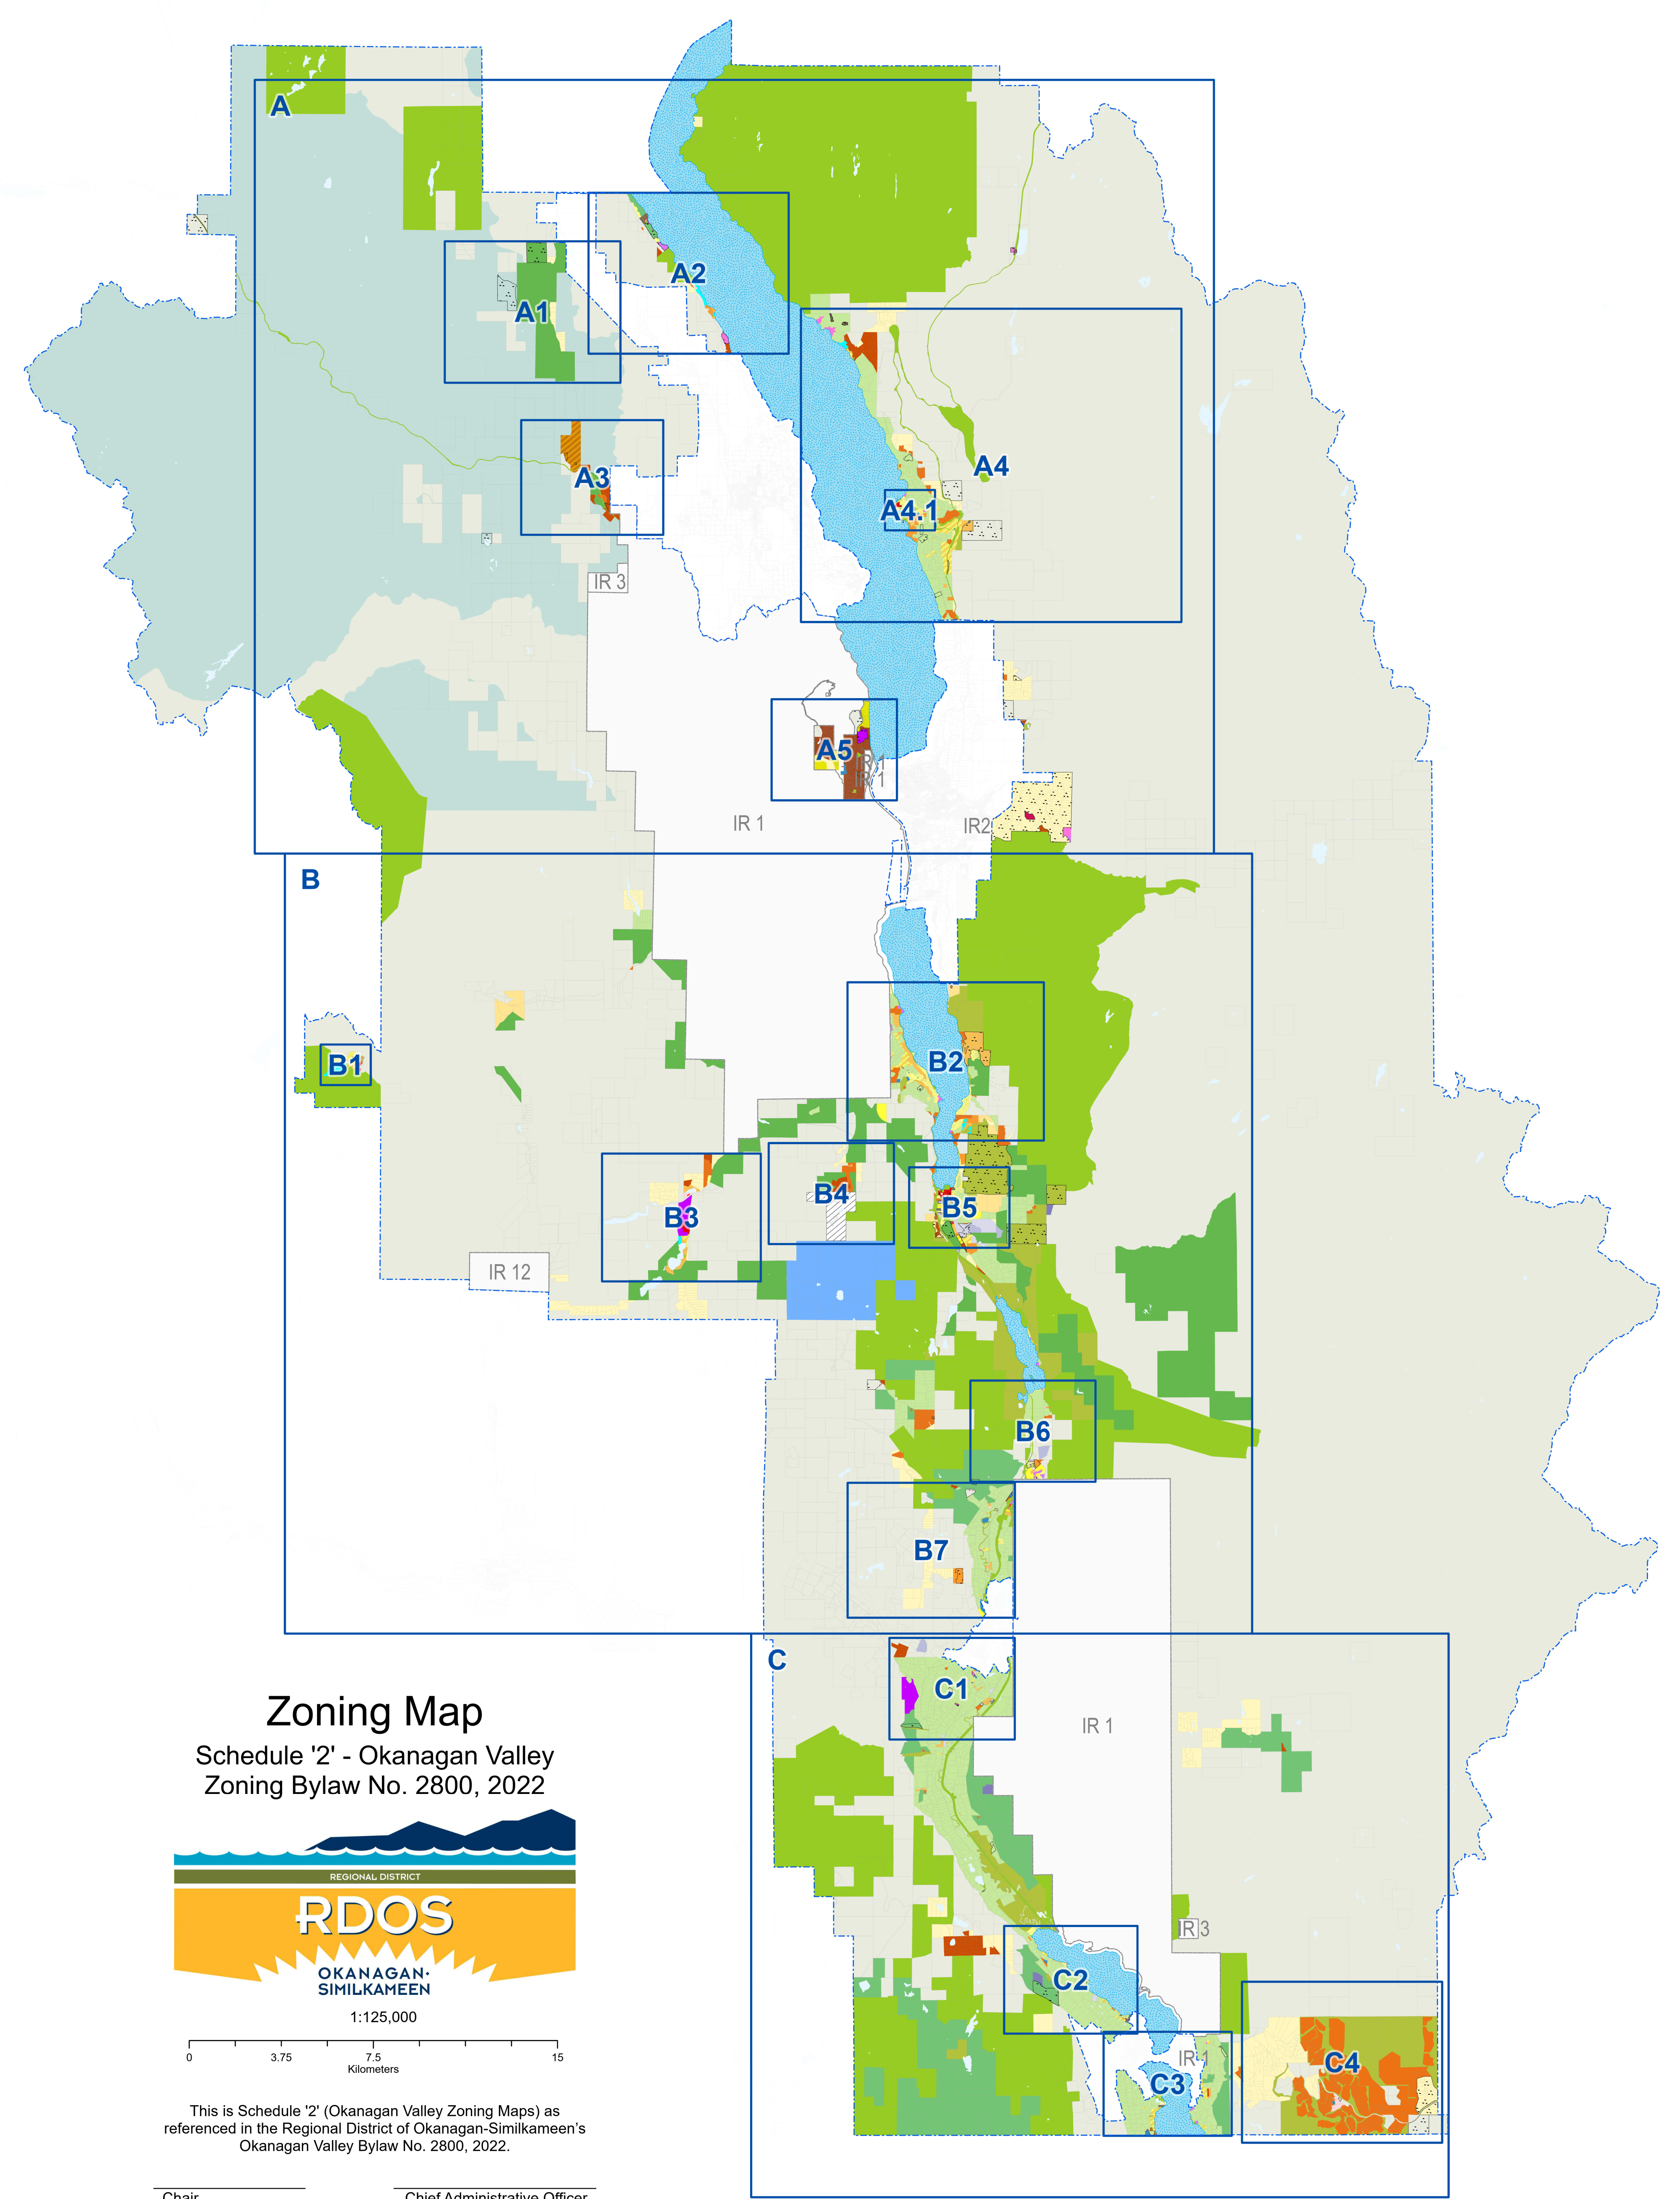 A
A2
A1
A4
A3
A4.1
IR 3
A5
IR 1
IR 1
IR 1
IR2
B
B1
B2
B4
B3
B5
IR 12
B6
B7
C
C1
IR 1
IR 3
C2
IR 1
C3
C4
Zoning Map
Schedule '2' - Okanagan Valley
Zoning Bylaw No. 2800, 2022
REGIONAL DISTRICT
RDOS
OKANAGAN-
SIMILKAMEEN
1:125,000
0 3.75 7.5 15
Kilometers
This is Schedule '2' (Okanagan Valley Zoning Maps) as
referenced in the Regional District of Okanagan-Similkameen’s
Okanagan Valley Bylaw No. 2800, 2022.
Chair Chief Administrative Officer